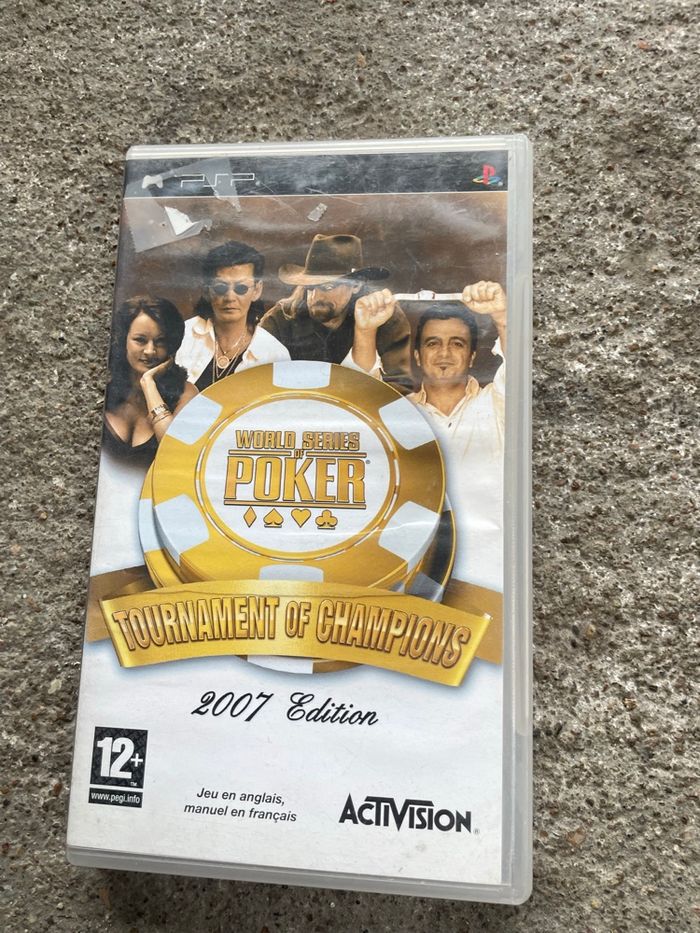 PSP
WORLD SERIES
OF
POKER®
TOURNAMENT OF CHAMPIONS
2007 Edition
12+
™
www.pegi.info
Jeu en anglais,
manuel en français
ACTIVISION®